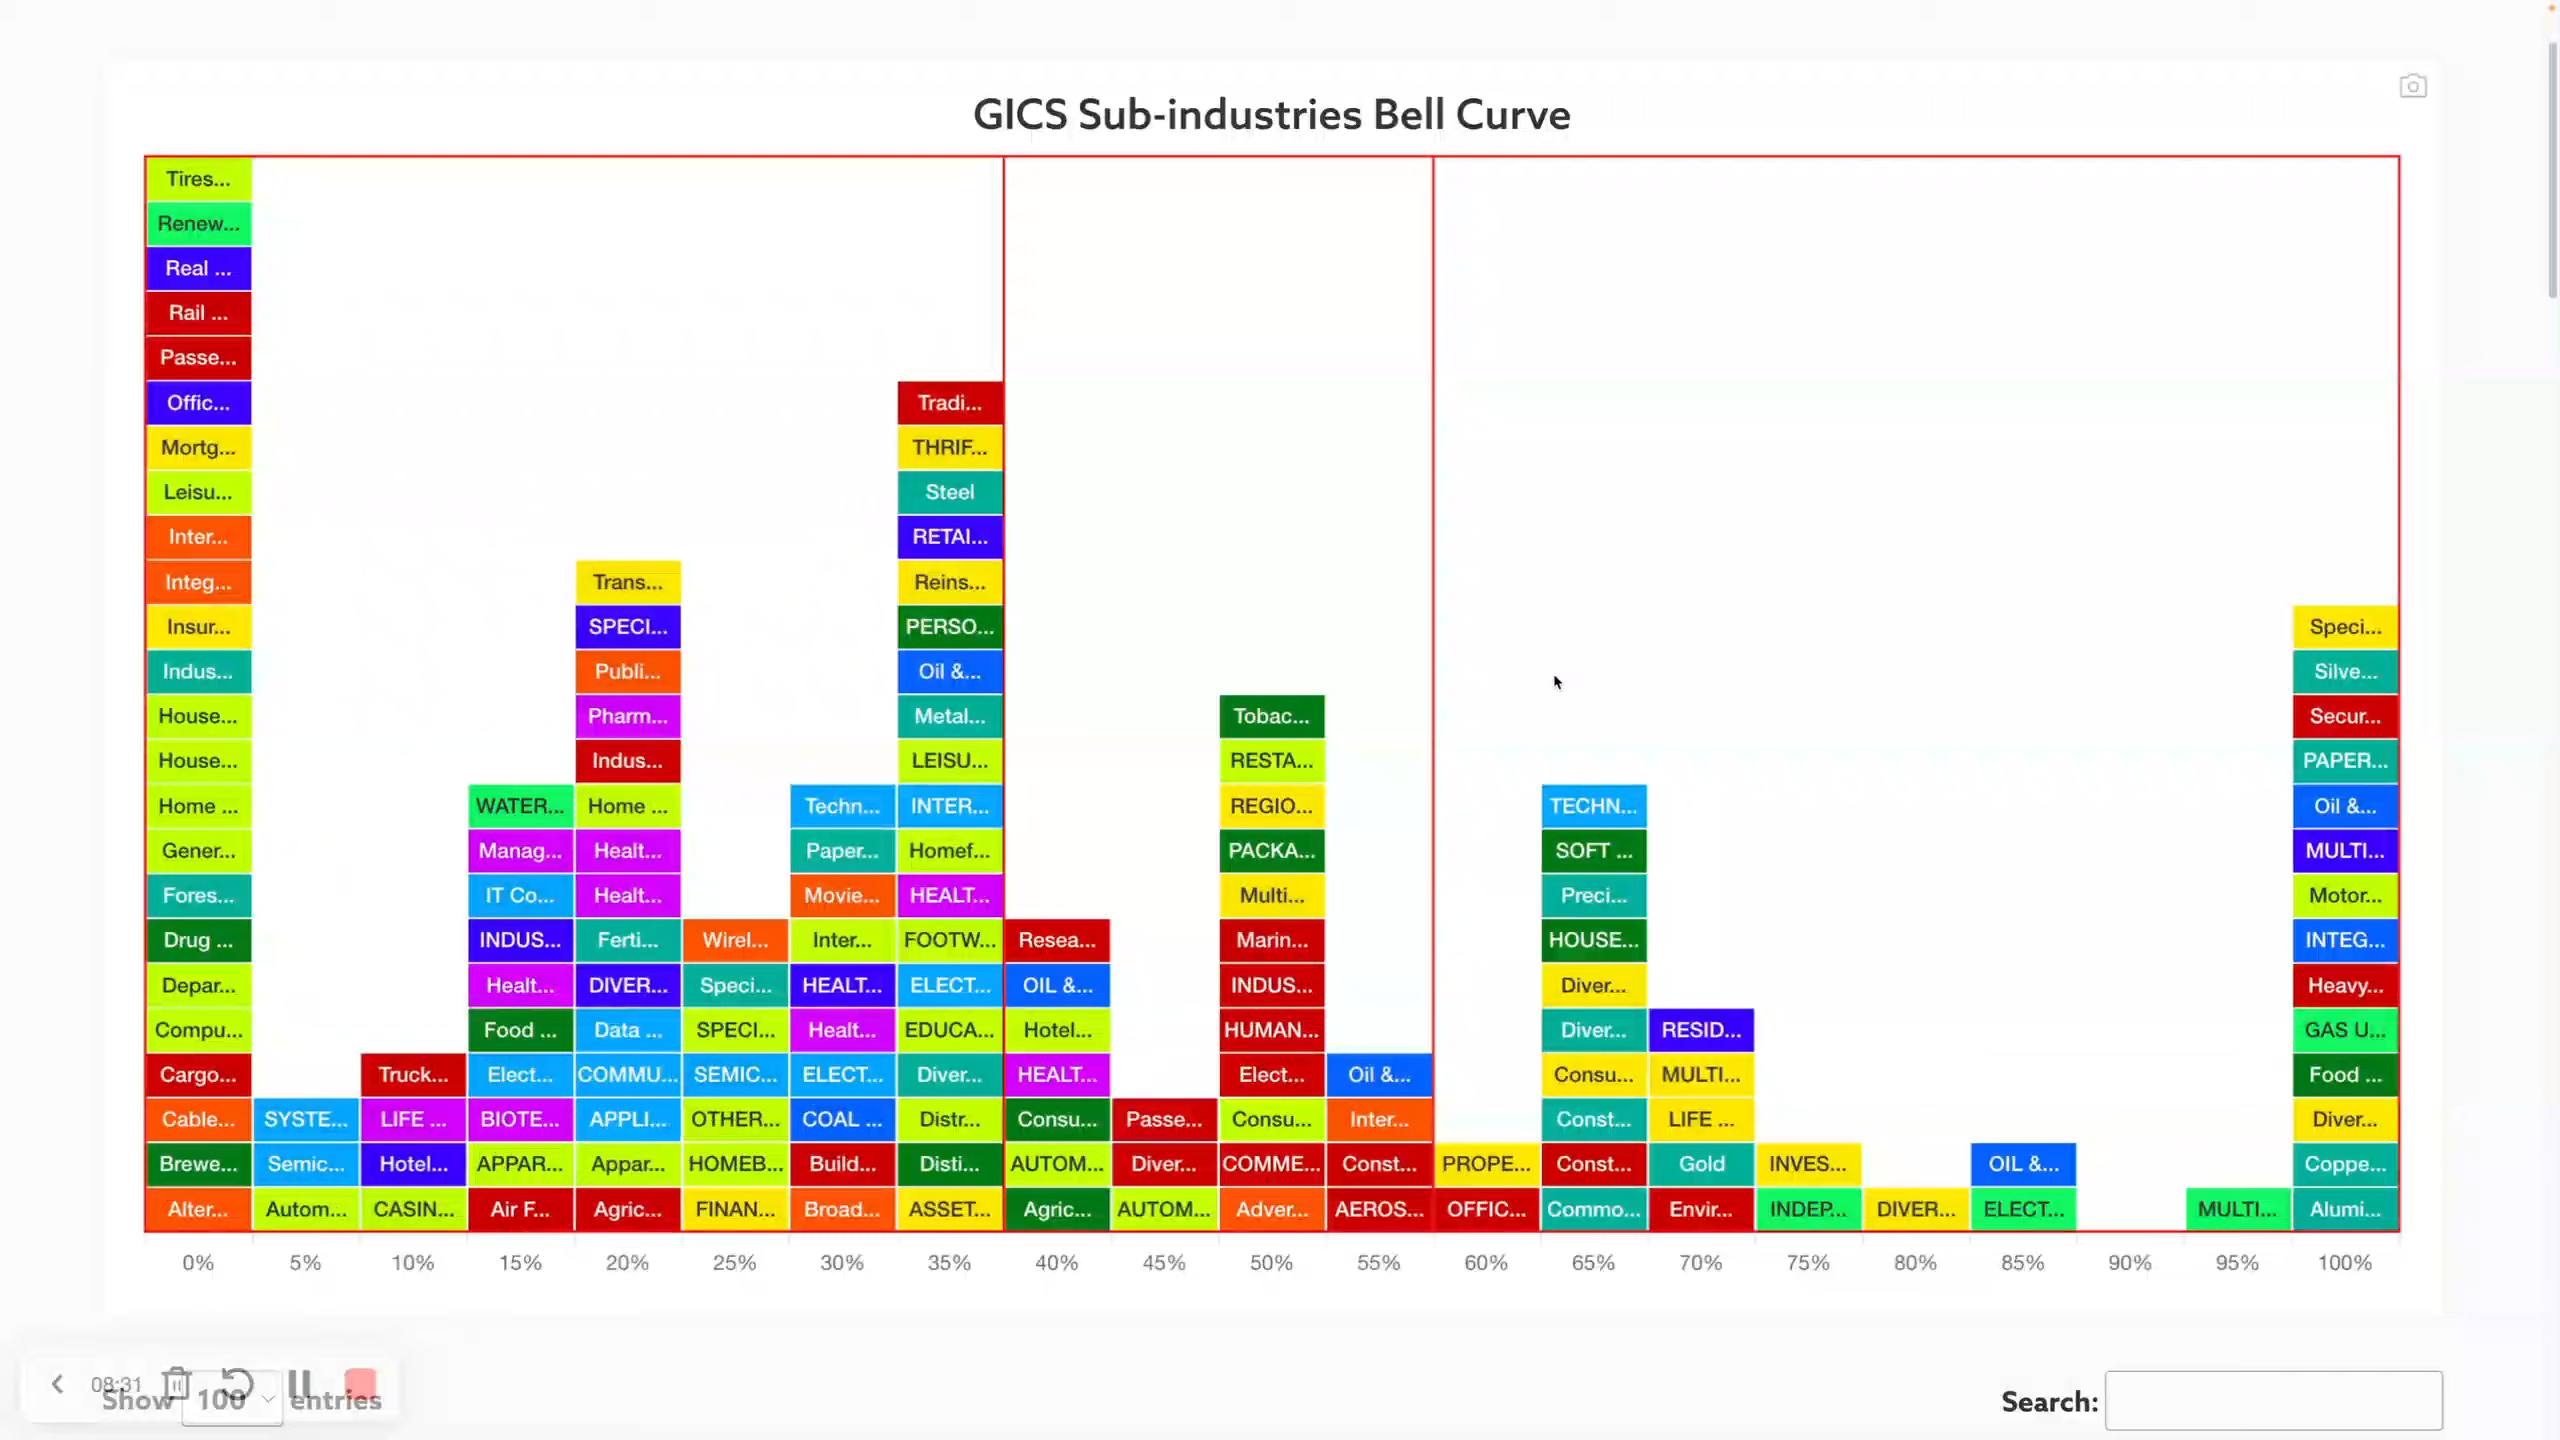 GICS Sub-industries Bell Curve
Tires...
Renew...
Real ...
Rail ...
Passe...
Offic...
Tradi...
Mortg...
THRIF...
Leisu...
Steel
Inter...
RETAI...
Integ...
Trans...
Reins...
Insur...
SPECI...
PERSO...
Speci...
Indus...
Publi...
Oil &...
Silve...
House...
Pharm...
Metal...
Tobac...
Secur...
House...
Indus...
LEISU...
RESTA...
PAPER...
Home ...
WATER...
Home ...
Techn...
INTER...
REGIO...
TECHN...
Oil &...
Gener...
Manag...
Healt...
Paper...
Homef...
PACKA...
SOFT ...
MULTI...
Fores...
IT Co...
Healt...
Movie...
HEALT...
Multi...
Preci...
Motor...
Drug ...
INDUS...
Ferti...
Wirel...
Inter...
FOOTW...
Resea...
Marin...
HOUSE...
INTEG...
Depar...
Healt...
DIVER...
Speci...
HEALT...
ELECT...
OIL &...
INDUS...
Diver...
Heavy...
Compu...
Food ...
Data ...
SPECI...
Healt...
EDUCA...
Hotel...
HUMAN...
Diver...
RESID...
GAS U...
Cargo...
Truck...
Elect...
COMMU...
SEMIC...
ELECT...
Diver...
HEALT...
Elect...
Oil &...
Consu...
MULTI...
Food ...
Cable...
SYSTE...
LIFE ...
BIOTE...
APPLI...
OTHER...
COAL ...
Distr...
Consu...
Passe...
Consu...
Inter...
Const...
LIFE ...
Diver...
Brewe...
Semic...
Hotel...
APPAR...
Appar...
HOMEB...
Build...
Disti...
AUTOM...
Diver...
COMME...
Const...
PROPE...
Const...
Gold
INVES...
OIL &...
Coppe...
Alter...
Autom...
CASIN...
Air F...
Agric...
FINAN...
Broad...
ASSET...
Agric...
AUTOM...
Adver...
AEROS...
OFFIC...
Commo...
Envir...
INDEP...
DIVER...
ELECT...
MULTI...
Alumi...
0% 5% 10% 15% 20% 25% 30% 35% 40% 45% 50% 55% 60% 65% 70% 75% 80% 85% 90% 95% 100%
08:31
Show 100 entries
Search: